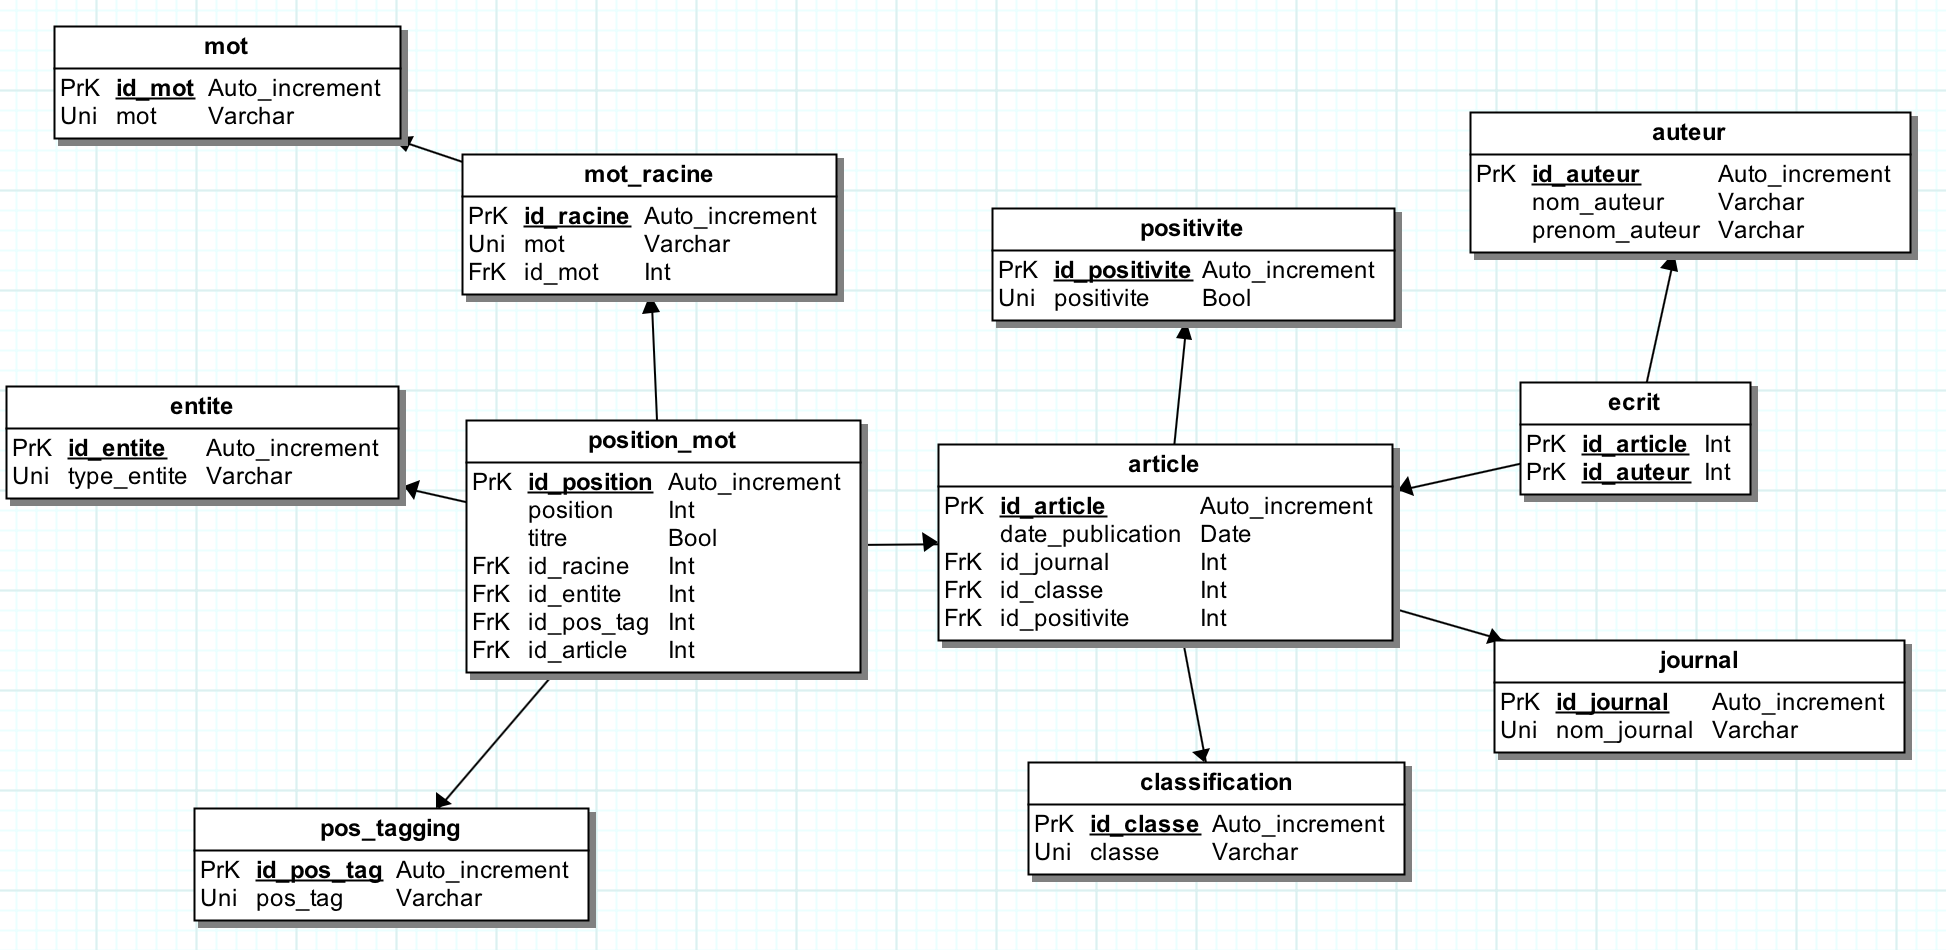 mot
PrK id_mot Auto_increment
Uni mot Varchar
mot_racine
PrK id_racine Auto_increment
Uni mot Varchar
FrK id_mot Int
auteur
PrK id_auteur Auto_increment
nom_auteur Varchar
prenom_auteur Varchar
positivite
PrK id_positivite Auto_increment
Uni positivite Bool
entite
PrK id_entite Auto_increment
Uni type_entite Varchar
position_mot
PrK id_position Auto_increment
position Int
titre Bool
FrK id_racine Int
FrK id_entite Int
FrK id_pos_tag Int
FrK id_article Int
article
PrK id_article Auto_increment
date_publication Date
FrK id_journal Int
FrK id_classe Int
FrK id_positivite Int
ecrit
PrK id_article Int
PrK id_auteur Int
journal
PrK id_journal Auto_increment
Uni nom_journal Varchar
classification
PrK id_classe Auto_increment
Uni classe Varchar
pos_tagging
PrK id_pos_tag Auto_increment
Uni pos_tag Varchar